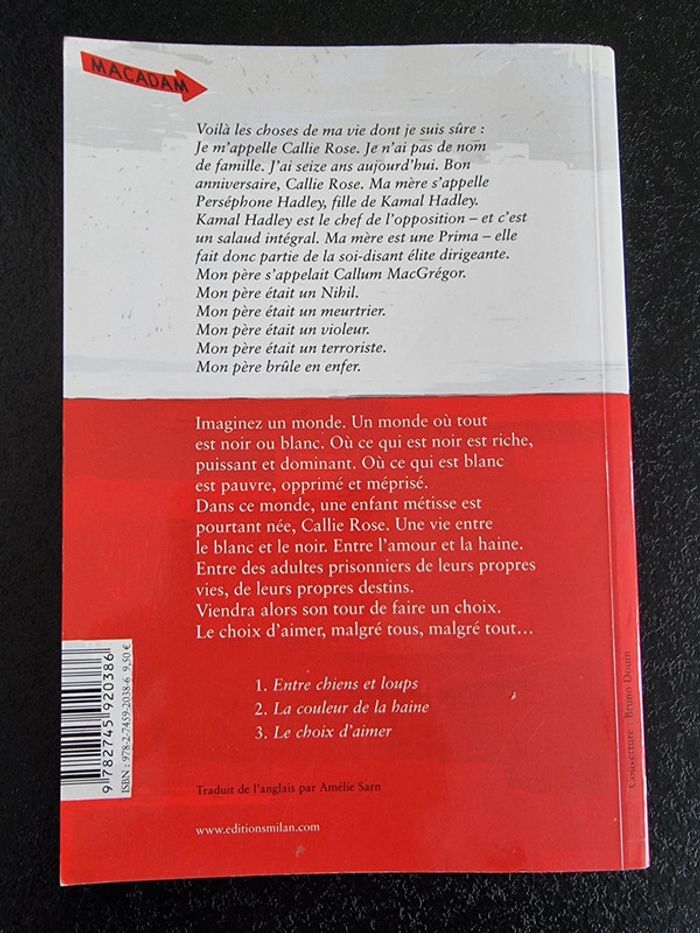 MACADAM
Voilà les choses de ma vie dont je suis sûre :
Je m'appelle Callie Rose. Je n'ai pas de nom
de famille. J'ai seize ans aujourd'hui. Bon
anniversaire, Callie Rose. Ma mère s'appelle
Perséphone Hadley, fille de Kamal Hadley.
Kamal Hadley est le chef de l'opposition – et c'est
un salaud intégral. Ma mère est une Prima – elle
fait donc partie de la soi-disant élite dirigeante.
Mon père s'appelait Callum MacGrégor.
Mon père était un Nihil.
Mon père était un meurtrier.
Mon père était un violeur.
Mon père était un terroriste.
Mon père brûle en enfer.
Imaginez un monde. Un monde où tout
est noir ou blanc. Où ce qui est noir est riche,
puissant et dominant. Où ce qui est blanc
est pauvre, opprimé et méprisé.
Dans ce monde, une enfant métisse est
pourtant née, Callie Rose. Une vie entre
le blanc et le noir. Entre l'amour et la haine.
Entre des adultes prisonniers de leurs propres
vies, de leurs propres destins.
Viendra alors son tour de faire un choix.
Le choix d'aimer, malgré tous, malgré tout…
1. Entre chiens et loups
2. La couleur de la haine
3. Le choix d'aimer
Traduit de l'anglais par Amélie Sarn
www.editionsmilan.com
9 782745 920386
ISBN : 978-2-7459-2038-6 9,50 €
Couverture : Bruno Douin